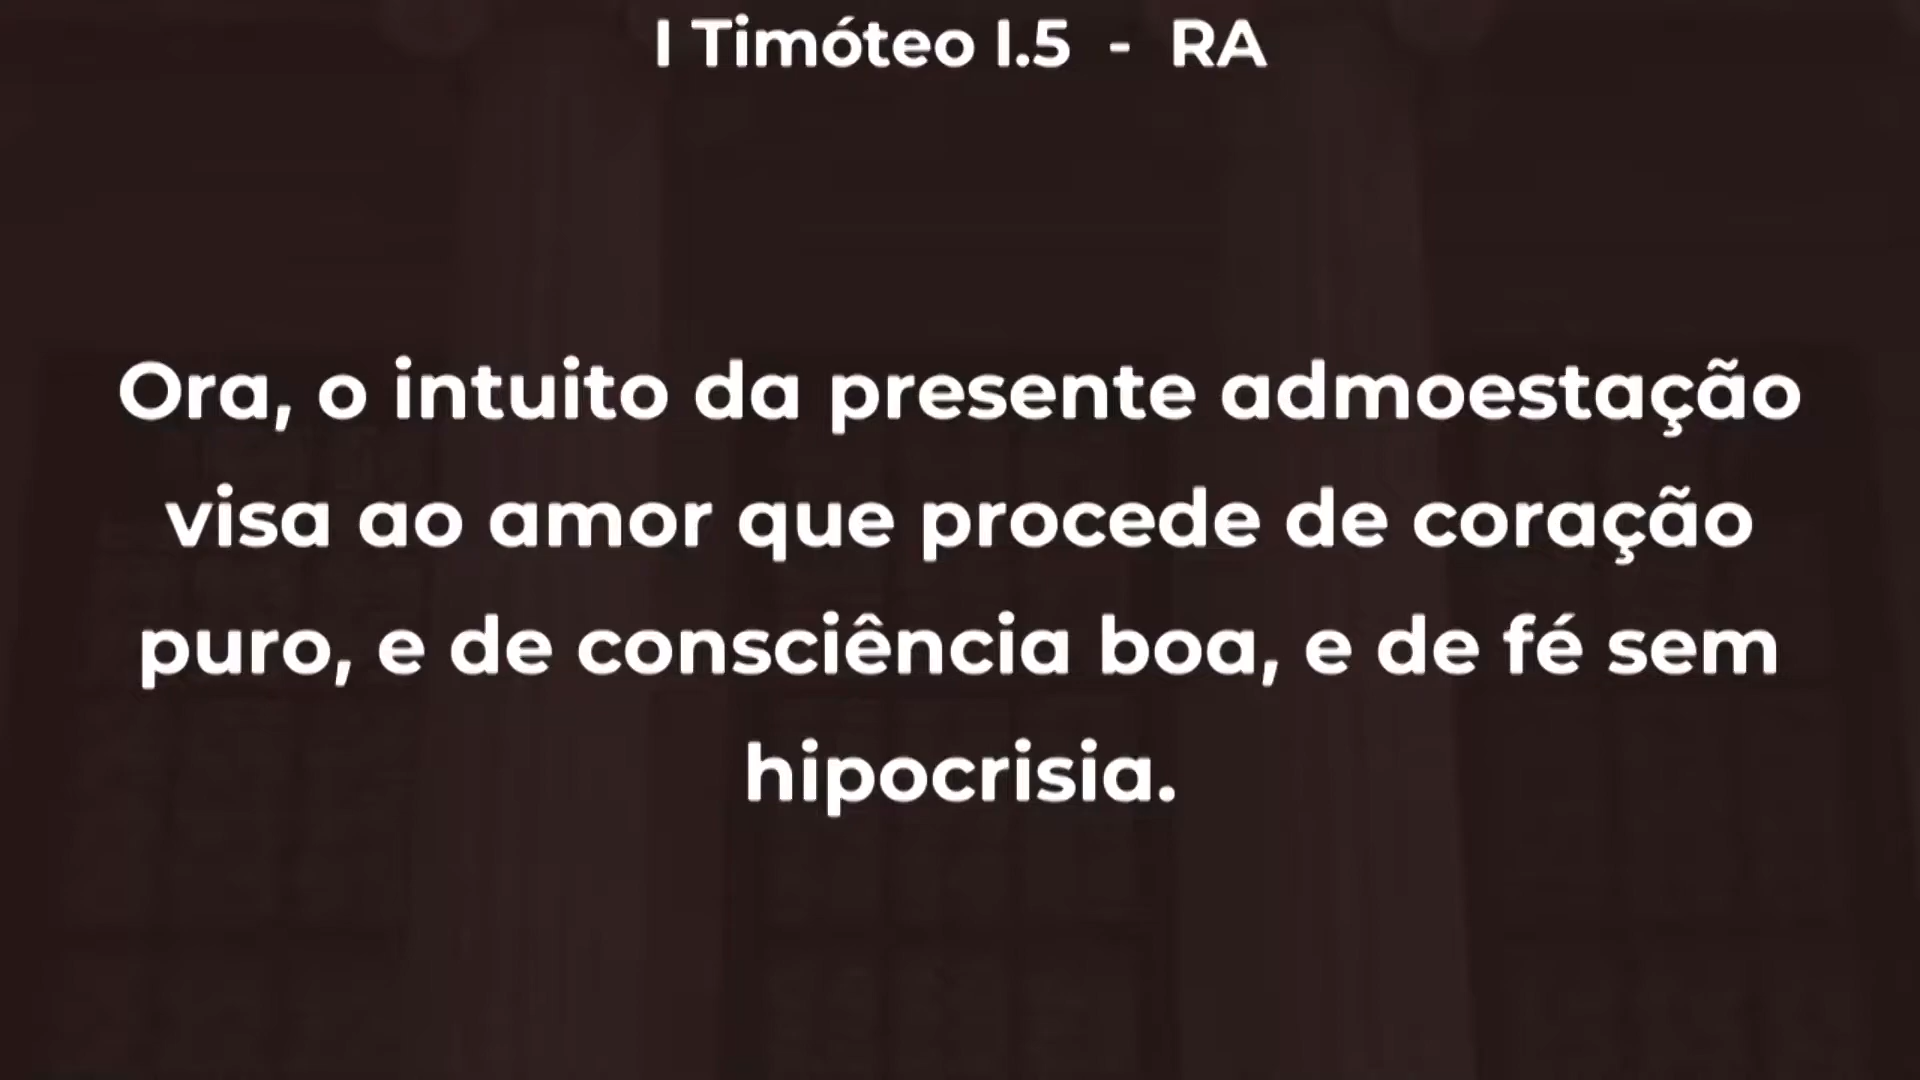 I Timóteo I.5 - RA
Ora, o intuito da presente admoestação
visa ao amor que procede de coração
puro, e de consciência boa, e de fé sem
hipocrisia.